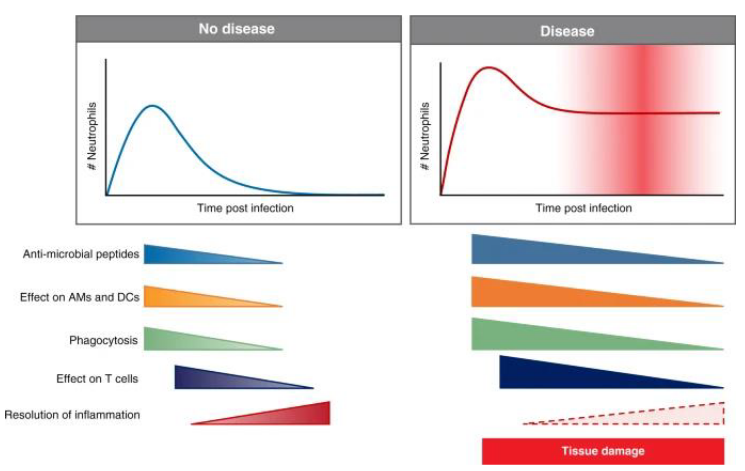 No disease
Disease
# Neutrophils
Time post infection
# Neutrophils
Time post infection
Anti-microbial peptides
Effect on AMs and DCs
Phagocytosis
Effect on T cells
Resolution of inflammation
Tissue damage